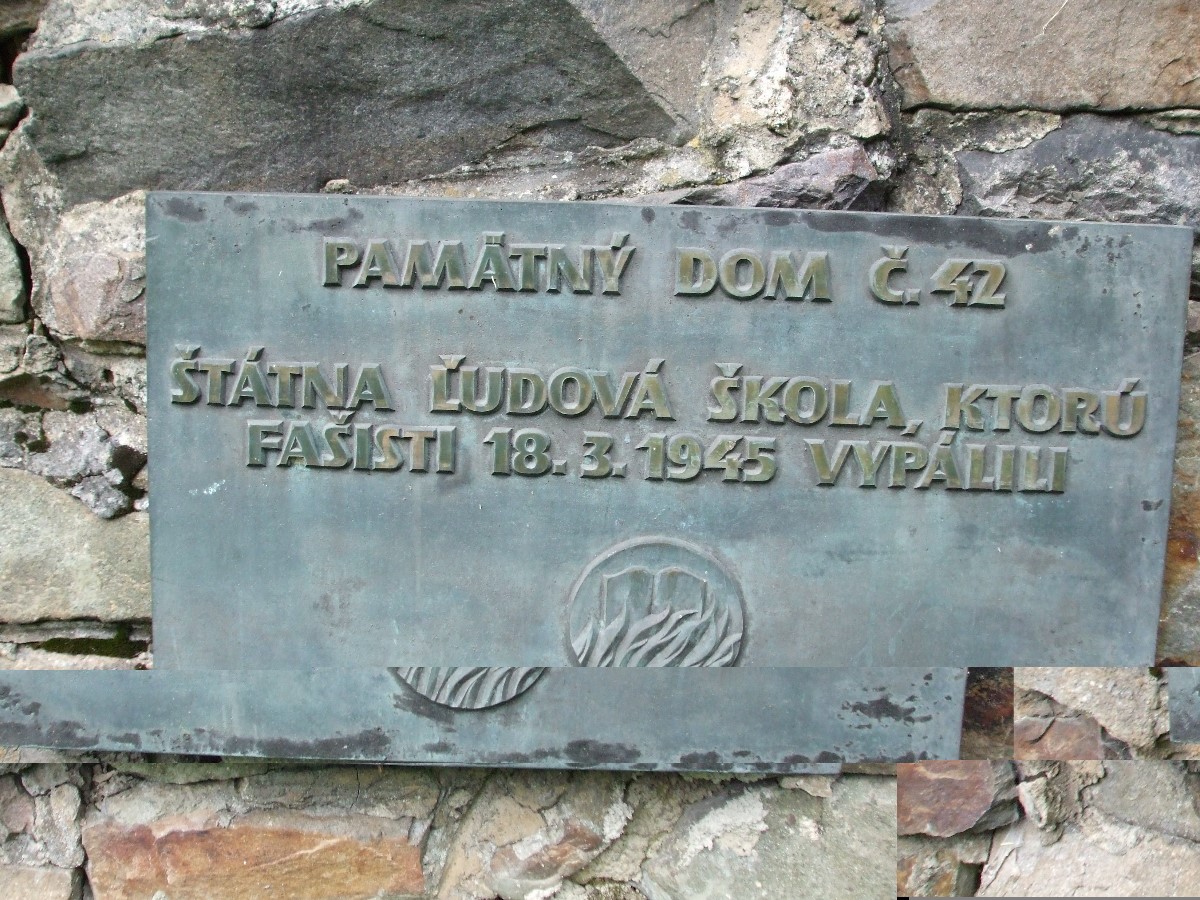 PAMÄTNÝ DOM Č. 42
ŠTÁTNA ĽUDOVÁ ŠKOLA, KTORÚ
FAŠISTI 18. 3. 1945 VYPÁLILI